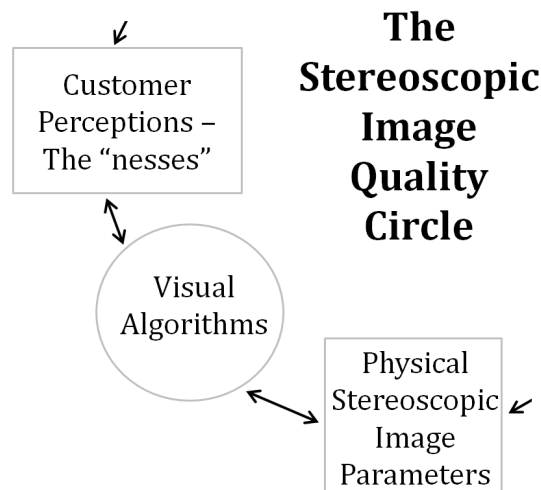 The
Stereoscopic
Image
Quality
Circle
Customer
Perceptions –
The “nesses”
Visual
Algorithms
Physical
Stereoscopic
Image
Parameters